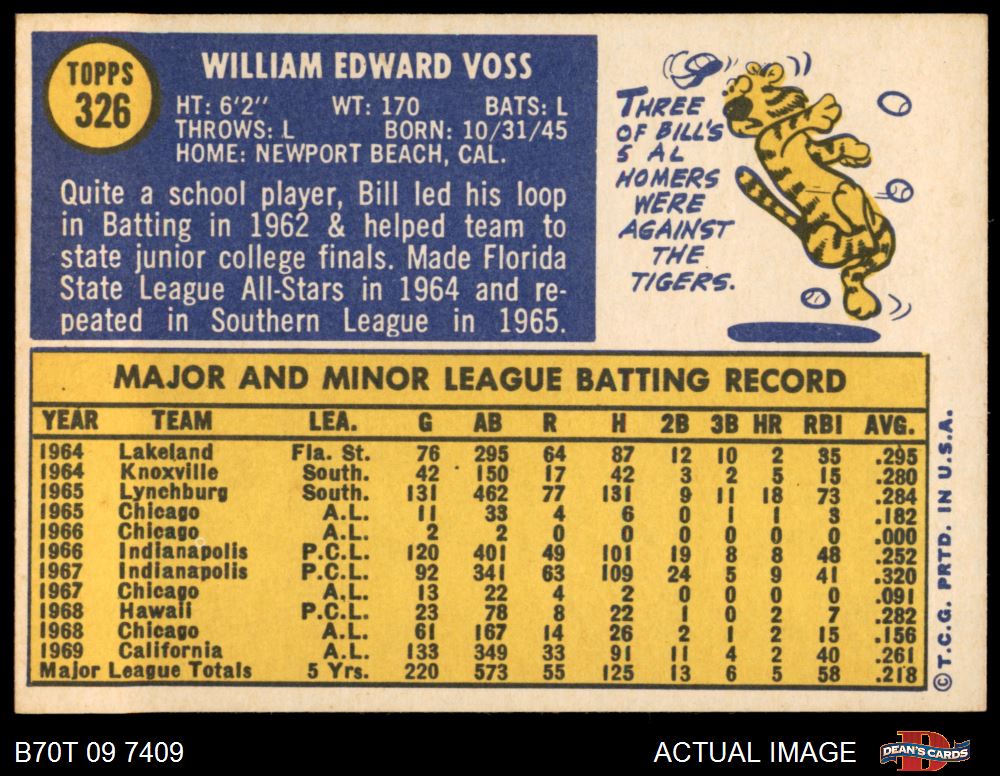 TOPPS
326
WILLIAM EDWARD VOSS
HT: 6'2" WT: 170 BATS: L
THROWS: L BORN: 10/31/45
HOME: NEWPORT BEACH, CAL.
Quite a school player, Bill led his loop
in Batting in 1962 & helped team to
state junior college finals. Made Florida
State League All-Stars in 1964 and re-
peated in Southern League in 1965.
THREE
OF BILL'S
5 AL
HOMERS
WERE
AGAINST
THE
TIGERS.
MAJOR AND MINOR LEAGUE BATTING RECORD
YEAR TEAM LEA. G AB R H 2B 3B HR RBI AVG.
1964 Lakeland Fla. St. 76 295 64 87 12 10 2 35 .295
1964 Knoxville South. 42 150 17 42 3 2 5 15 .280
1965 Lynchburg South. 131 462 77 131 9 11 18 73 .284
1965 Chicago A.L. 11 33 4 6 0 1 1 3 .182
1966 Chicago A.L. 2 2 0 0 0 0 0 0 .000
1966 Indianapolis P.C.L. 120 401 49 101 19 8 8 48 .252
1967 Indianapolis P.C.L. 92 341 63 109 24 5 9 41 .320
1967 Chicago A.L. 13 22 4 2 0 0 0 0 .091
1968 Hawaii P.C.L. 23 78 8 22 1 0 2 7 .282
1968 Chicago A.L. 61 167 14 26 2 1 2 15 .156
1969 California A.L. 133 349 33 91 11 4 2 40 .261
Major League Totals 5 Yrs. 220 573 55 125 13 6 5 58 .218
© T.C.G. PRTD. IN U.S.A.
B70T 09 7409 ACTUAL IMAGE
D
DEAN'S CARDS